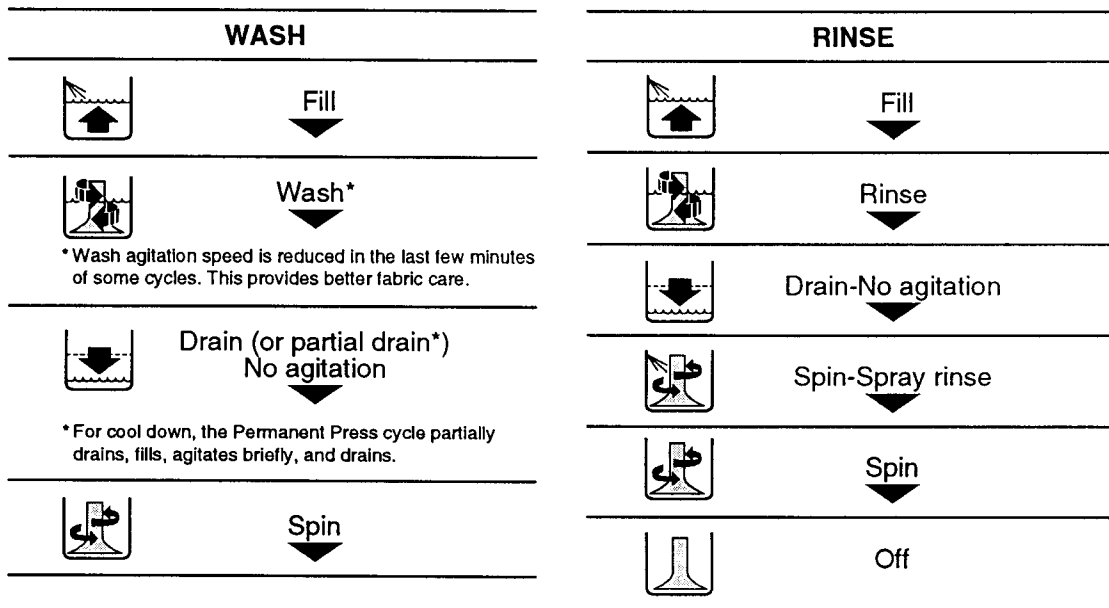 WASH
Fill
Wash*
* Wash agitation speed is reduced in the last few minutes
of some cycles. This provides better fabric care.
Drain (or partial drain*)
No agitation
* For cool down, the Permanent Press cycle partially
drains, fills, agitates briefly, and drains.
Spin
RINSE
Fill
Rinse
Drain-No agitation
Spin-Spray rinse
Spin
Off